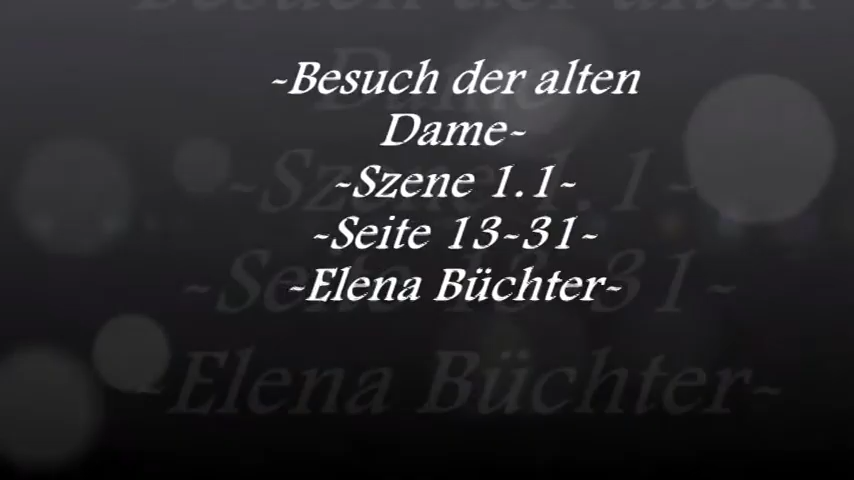 ~Besuch der alten
Dame~
~Szene 1.1~
~Seite 13~31~
~Elena Büchter~